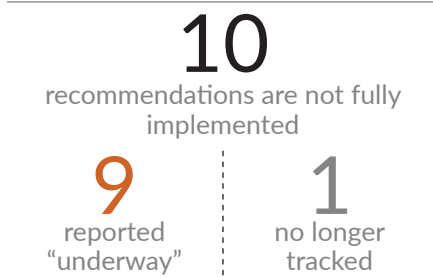 10
recommendations are not fully
implemented
9
reported
“underway”
1
no longer
tracked